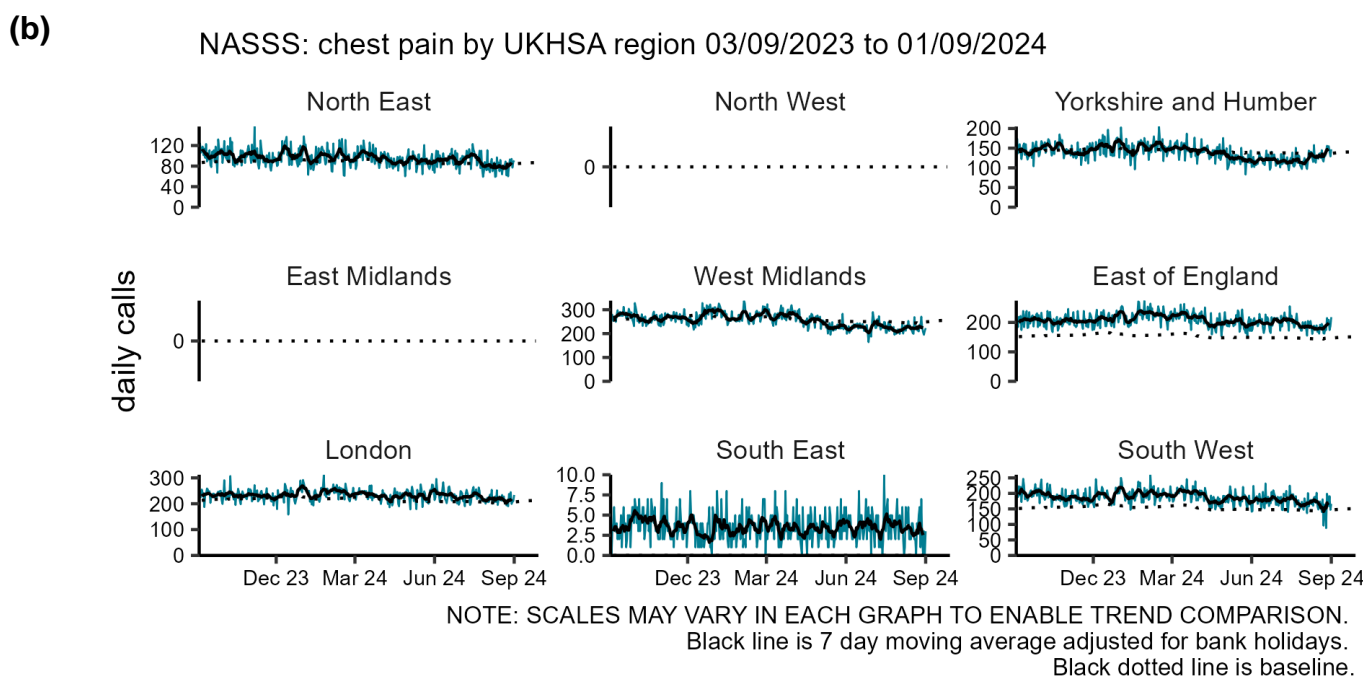 (b)
NASSS: chest pain by UKHSA region 03/09/2023 to 01/09/2024
North East
North West
Yorkshire and Humber
120
80
40
0
0
200
150
100
50
0
daily calls
East Midlands
West Midlands
East of England
0
300
200
100
0
200
100
0
London
South East
South West
300
200
100
0
10.0
7.5
5.0
2.5
0.0
250
200
150
100
50
0
Dec 23 Mar 24 Jun 24 Sep 24
Dec 23 Mar 24 Jun 24 Sep 24
Dec 23 Mar 24 Jun 24 Sep 24
NOTE: SCALES MAY VARY IN EACH GRAPH TO ENABLE TREND COMPARISON.
Black line is 7 day moving average adjusted for bank holidays.
Black dotted line is baseline.